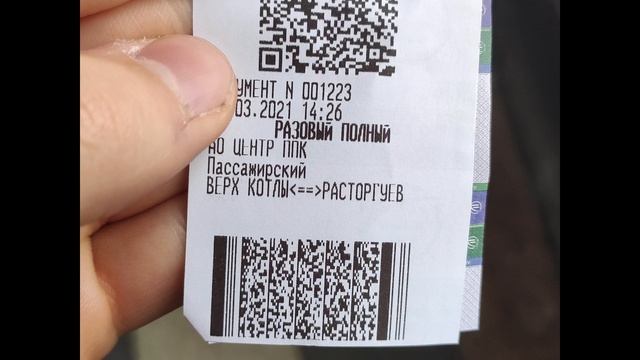 УМЕНТ N 001223
03.2021 14:26
РАЗОВЫЙ ПОЛНЫЙ
АО ЦЕНТР ППК
Пассажирский
ВЕРХ КОТЛЫ<==>РАСТОРГУЕВ